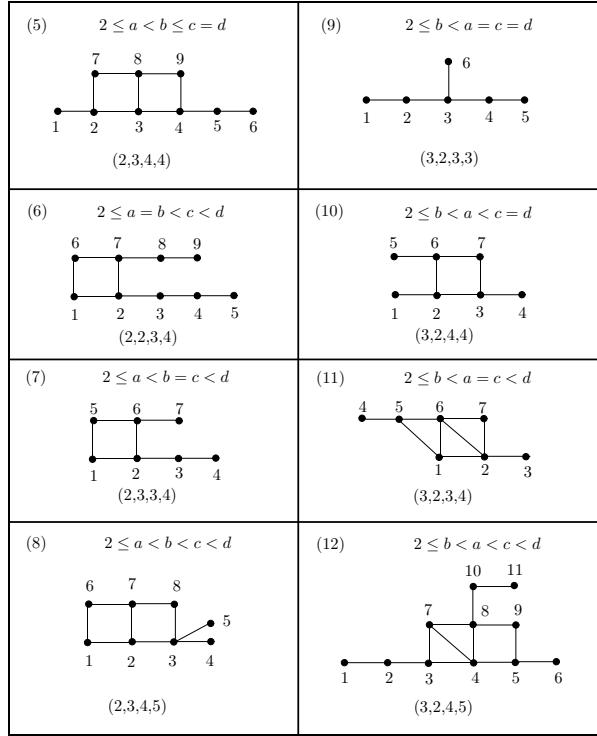 (5) 2 ≤ a < b ≤ c = d
7 8 9
1 2 3 4 5 6
(2,3,4,4)
(9) 2 ≤ b < a = c = d
6
1 2 3 4 5
(3,2,3,3)
(6) 2 ≤ a = b < c < d
6 7 8 9
1 2 3 4 5
(2,2,3,4)
(10) 2 ≤ b < a < c = d
5 6 7
1 2 3 4
(3,2,4,4)
(7) 2 ≤ a < b = c < d
5 6 7
1 2 3 4
(2,3,3,4)
(11) 2 ≤ b < a = c < d
4 5 6 7
1 2 3
(3,2,3,4)
(8) 2 ≤ a < b < c < d
6 7 8
5
1 2 3 4
(2,3,4,5)
(12) 2 ≤ b < a < c < d
10 11
7 8 9
1 2 3 4 5 6
(3,2,4,5)